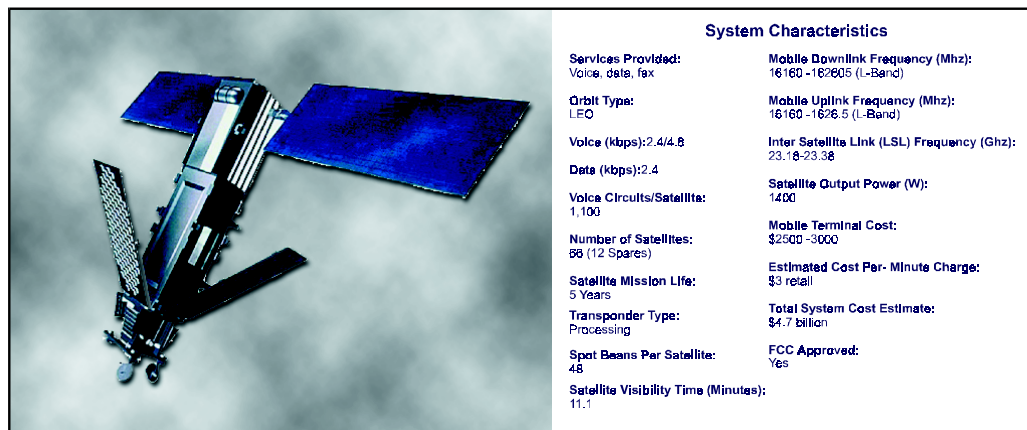 System Characteristics
Services Provided:
Voice, data, fax
Orbit Type:
LEO
Voice (kbps):2.4/4.8
Data (kbps):2.4
Voice Circuits/Satellite:
1,100
Number of Satellites:
66 (12 Spares)
Satellite Mission Life:
5 Years
Transponder Type:
Processing
Spot Beans Per Satellite:
48
Satellite Visibility Time (Minutes):
11.1
Mobile Downlink Frequency (Mhz):
16160 -162605 (L-Band)
Mobile Uplink Frequency (Mhz):
16160 -1626.5 (L-Band)
Inter Satellite Link (LSL) Frequency (Ghz):
23.18-23.38
Satellite Output Power (W):
1400
Mobile Terminal Cost:
$2500 -3000
Estimated Cost Per- Minute Charge:
$3 retail
Total System Cost Estimate:
$4.7 billion
FCC Approved:
Yes